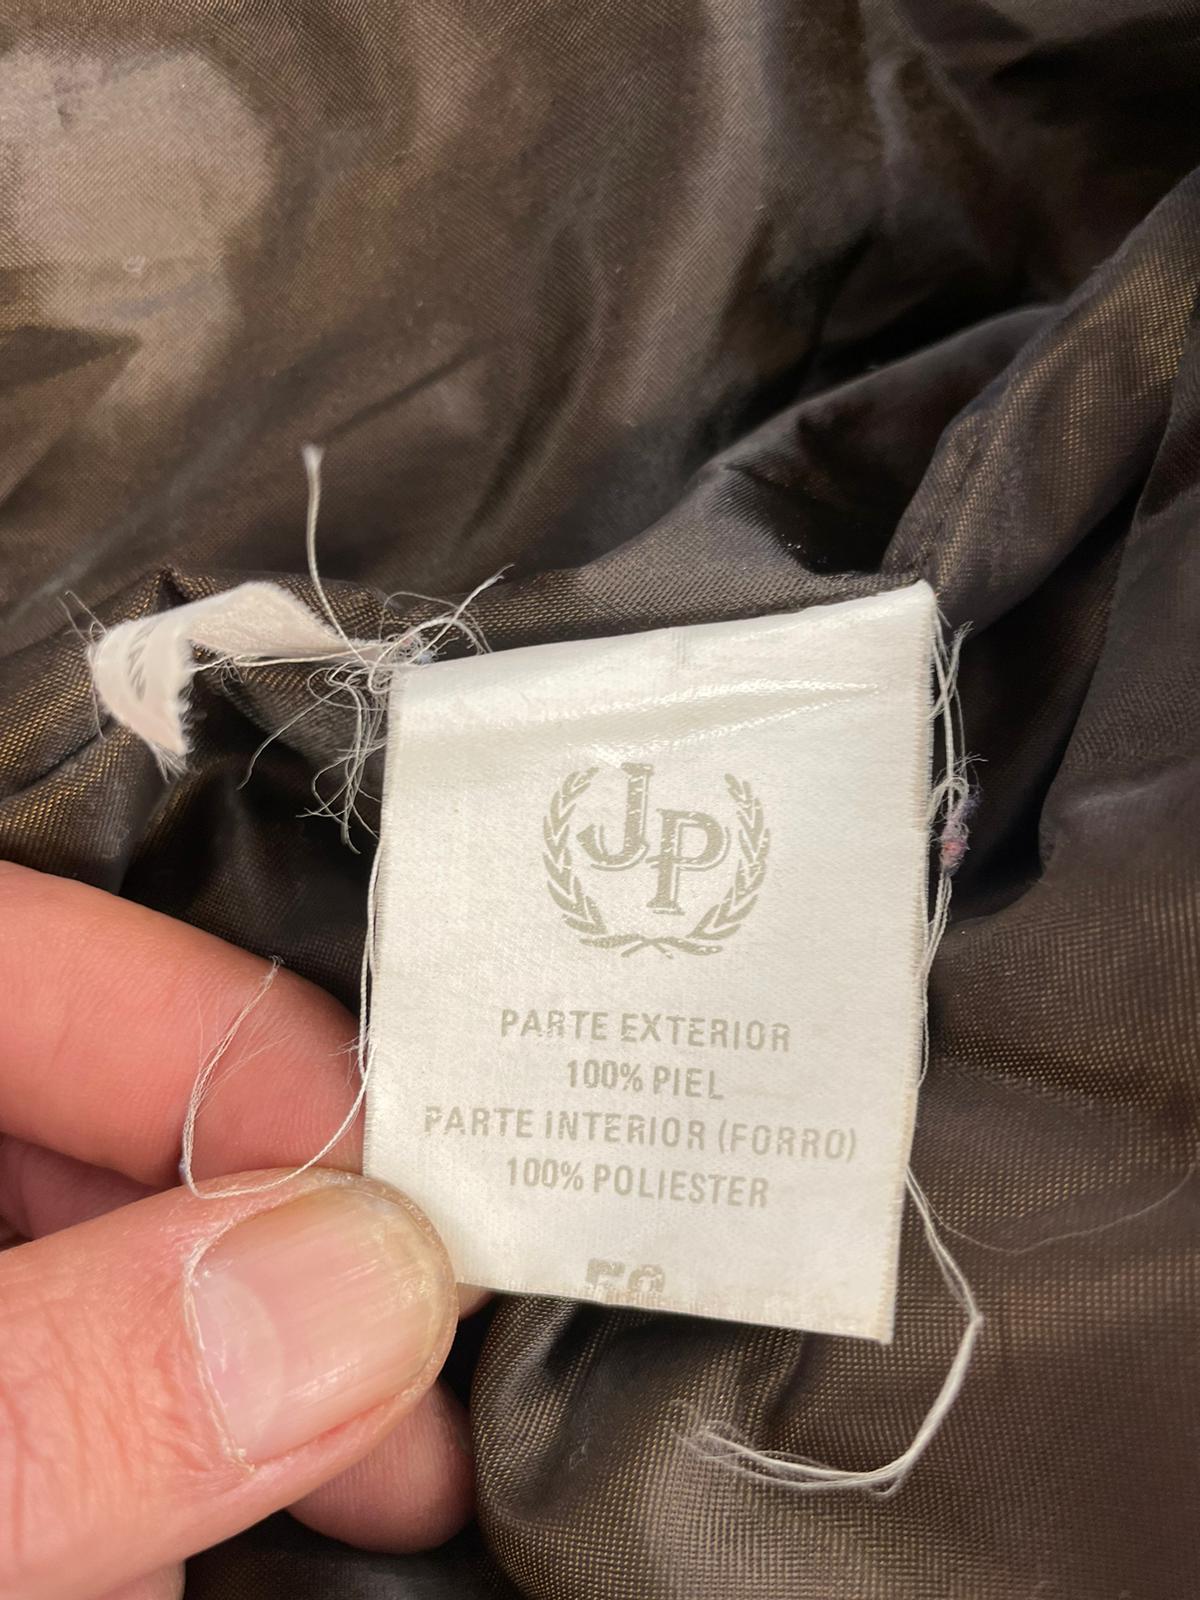 JP
PARTE EXTERIOR
100% PIEL
PARTE INTERIOR (FORRO)
100% POLIESTER